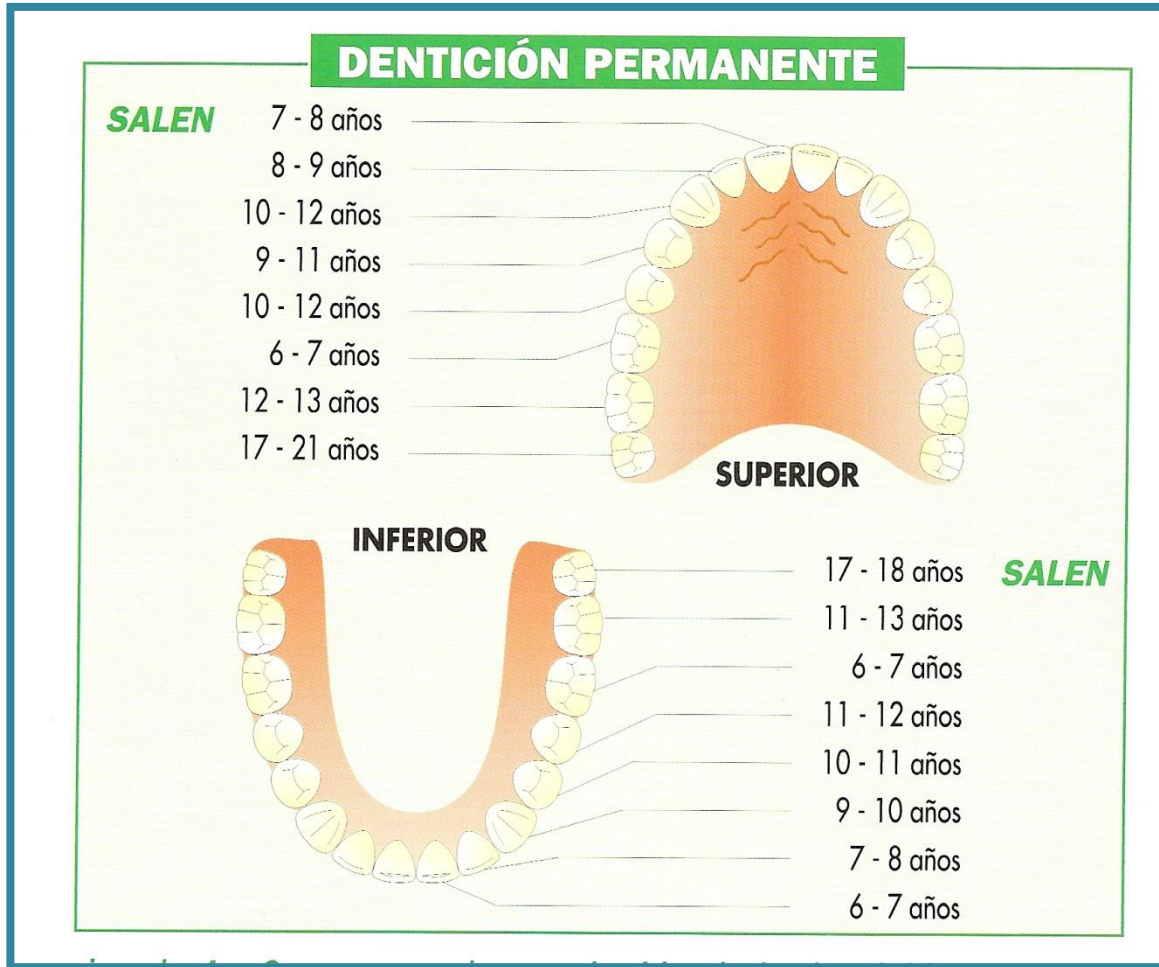 DENTICIÓN PERMANENTE
SALEN 7 - 8 años
8 - 9 años
10 - 12 años
9 - 11 años
10 - 12 años
6 - 7 años
12 - 13 años
17 - 21 años
SUPERIOR
INFERIOR
17 - 18 años SALEN
11 - 13 años
6 - 7 años
11 - 12 años
10 - 11 años
9 - 10 años
7 - 8 años
6 - 7 años